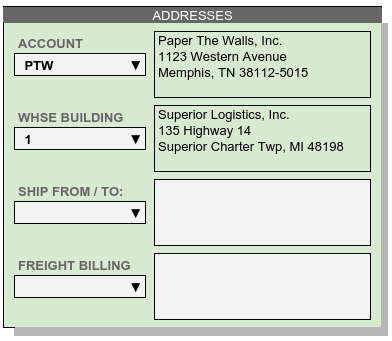 ADDRESSES
ACCOUNT
PTW
Paper The Walls, Inc.
1123 Western Avenue
Memphis, TN 38112-5015
WHSE BUILDING
1
Superior Logistics, Inc.
135 Highway 14
Superior Charter Twp, MI 48198
SHIP FROM / TO:
FREIGHT BILLING